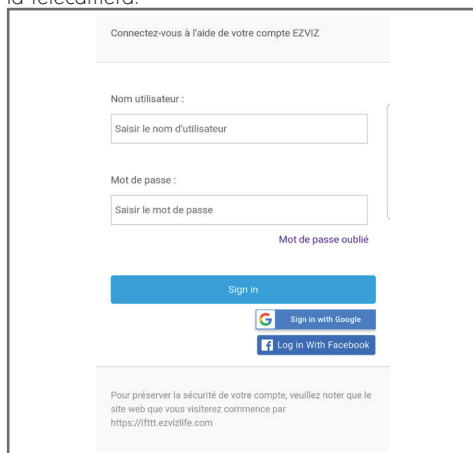 la Telecamera.
Connectez-vous à l'aide de votre compte EZVIZ
Nom utilisateur :
Saisir le nom d'utilisateur
Mot de passe :
Saisir le mot de passe
Mot de passe oublié
Sign in
Sign in with Google
Log in With Facebook
Pour préserver la sécurité de votre compte, veuillez noter que le
site web que vous visiterez commence par
https://ifttt.ezvizlife.com